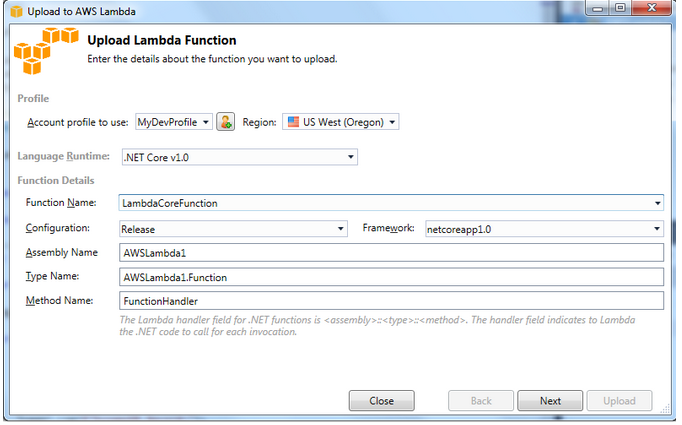 Upload to AWS Lambda
Upload Lambda Function
Enter the details about the function you want to upload.
Profile
Account profile to use: MyDevProfile Region: US West (Oregon)
Language Runtime: .NET Core v1.0
Function Details
Function Name: LambdaCoreFunction
Configuration: Release Framework: netcoreapp1.0
Assembly Name AWSLambda1
Type Name: AWSLambda1.Function
Method Name: FunctionHandler
The Lambda handler field for .NET functions is <assembly>::<type>::<method>. The handler field indicates to Lambda
the .NET code to call for each invocation.
Close Back Next Upload